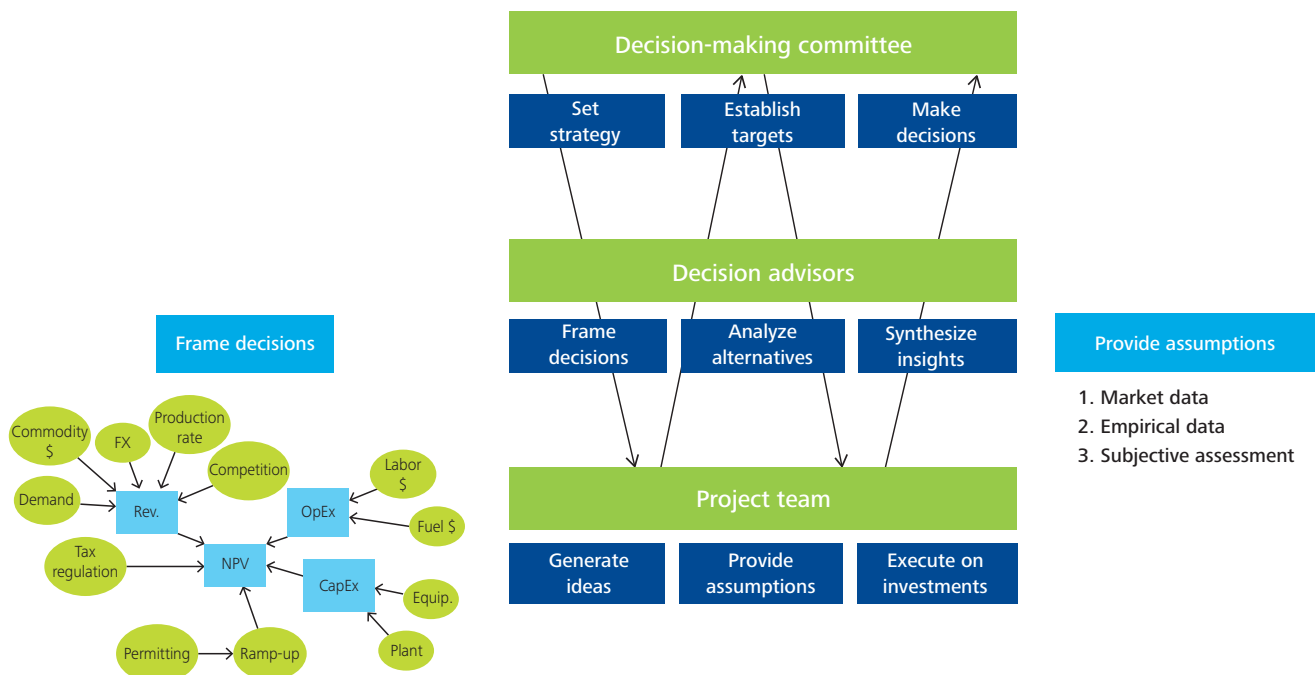 Decision-making committee
Set
strategy
Establish
targets
Make
decisions
Decision advisors
Frame
decisions
Analyze
alternatives
Synthesize
insights
Project team
Generate
ideas
Provide
assumptions
Execute on
investments
Frame decisions
Commodity
$
FX
Production
rate
Competition
Demand
Rev.
Labor
$
OpEx
Fuel $
Tax
regulation
NPV
CapEx
Equip.
Permitting
Ramp-up
Plant
Provide assumptions
1. Market data
2. Empirical data
3. Subjective assessment